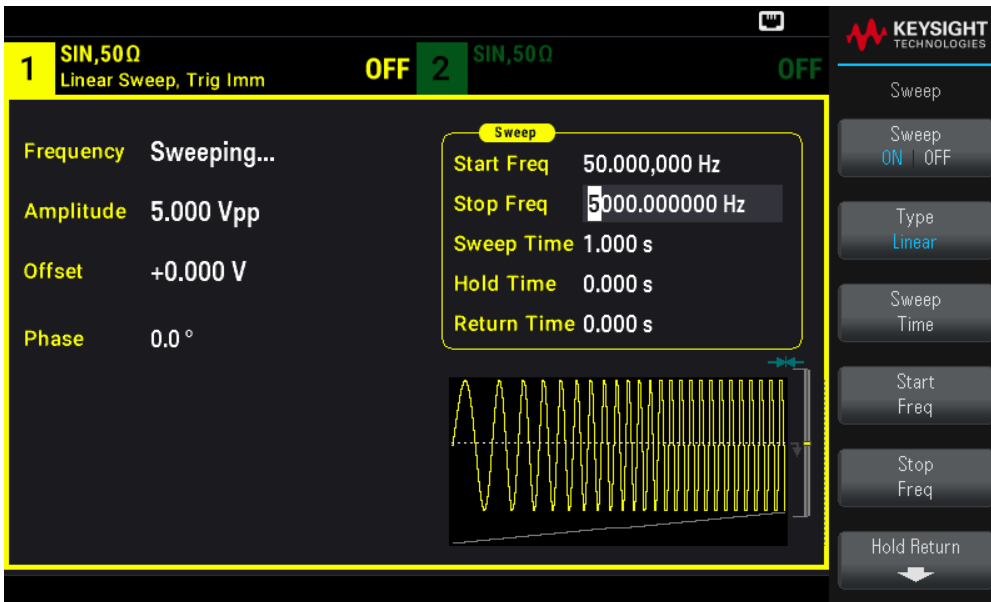 KEYSIGHT
TECHNOLOGIES
1
SIN,50Ω
Linear Sweep, Trig Imm
OFF
2
SIN,50Ω
OFF
Frequency Sweeping...
Amplitude 5.000 Vpp
Offset +0.000 V
Phase 0.0 °
Sweep
Start Freq 50.000,000 Hz
Stop Freq 5000.000000 Hz
Sweep Time 1.000 s
Hold Time 0.000 s
Return Time 0.000 s
Sweep
Sweep
ON | OFF
Type
Linear
Sweep
Time
Start
Freq
Stop
Freq
Hold Return